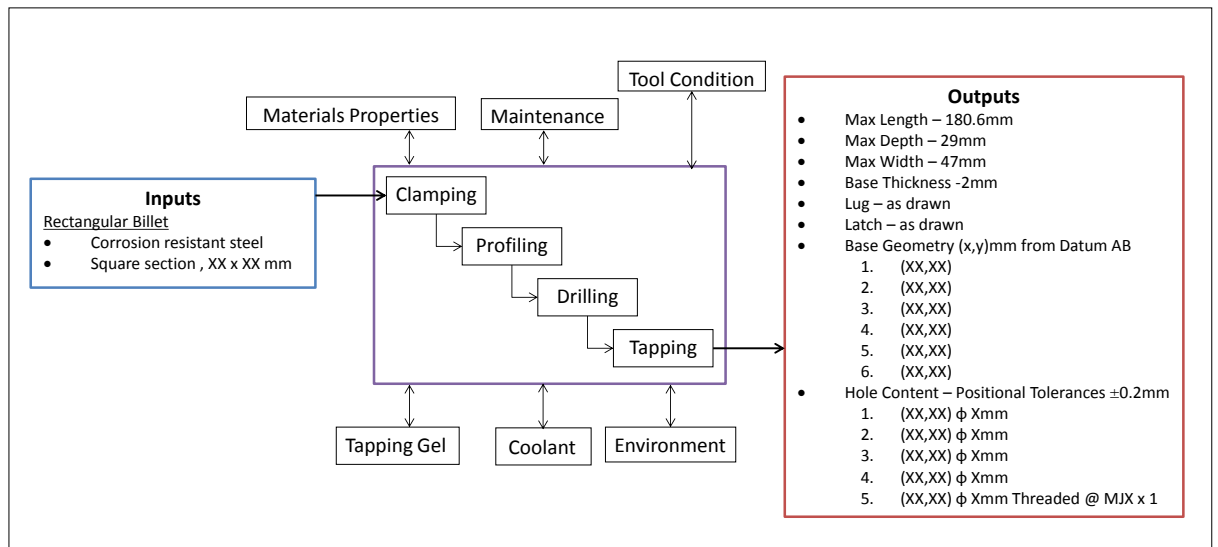 Tool Condition
Materials Properties
Maintenance
Inputs
Rectangular Billet
• Corrosion resistant steel
• Square section , XX x XX mm
Clamping
Profiling
Drilling
Tapping
Tapping Gel
Coolant
Environment
Outputs
• Max Length – 180.6mm
• Max Depth – 29mm
• Max Width – 47mm
• Base Thickness -2mm
• Lug – as drawn
• Latch – as drawn
• Base Geometry (x,y)mm from Datum AB
1. (XX,XX)
2. (XX,XX)
3. (XX,XX)
4. (XX,XX)
5. (XX,XX)
6. (XX,XX)
• Hole Content – Positional Tolerances ±0.2mm
1. (XX,XX) ϕ Xmm
2. (XX,XX) ϕ Xmm
3. (XX,XX) ϕ Xmm
4. (XX,XX) ϕ Xmm
5. (XX,XX) ϕ Xmm Threaded @ MJX x 1